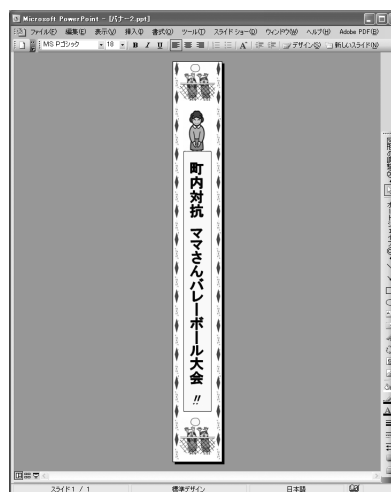 Microsoft PowerPoint - [バナー2.ppt]
ファイル(F) 編集(E) 表示(V) 挿入(I) 書式(O) ツール(T) スライド ショー(D) ウィンドウ(W) ヘルプ(H) Adobe PDF(B)
MS Pゴシック 18 B I U デザイン(S) 新しいスライド(N)
町内対抗 ママさんバレーボール大会 !!
スライド 1 / 1 標準デザイン 日本語